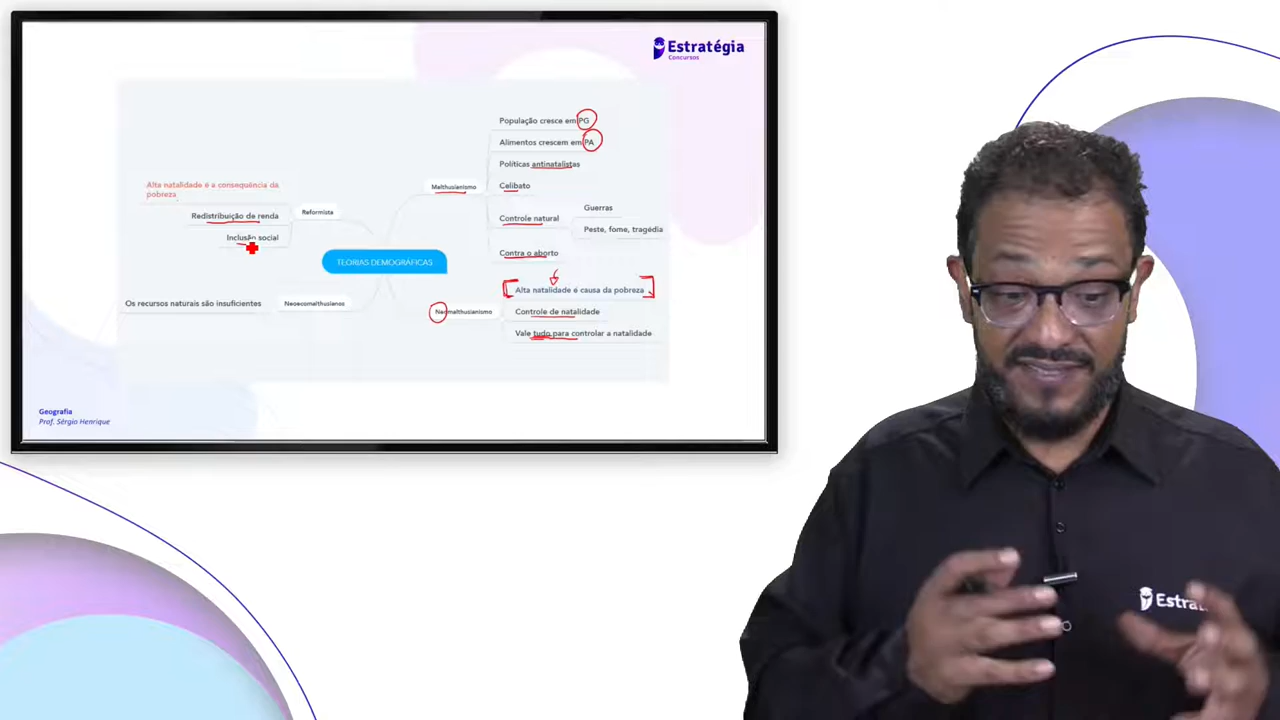 Estratégia
Concursos
População cresce em PG
Alimentos crescem em PA
Políticas antinatalistas
Malthusianismo
Celibato
Controle natural
Guerras
Peste, fome, tragédia
Contra o aborto
Alta natalidade é a consequência da
pobreza
Redistribuição de renda
Reformista
Inclusão social
TEORIAS DEMOGRÁFICAS
Os recursos naturais são insuficientes
Neoecomalthusianos
Neomalthusianismo
Alta natalidade é causa da pobreza
Controle de natalidade
Vale tudo para controlar a natalidade
Geografia
Prof. Sérgio Henrique